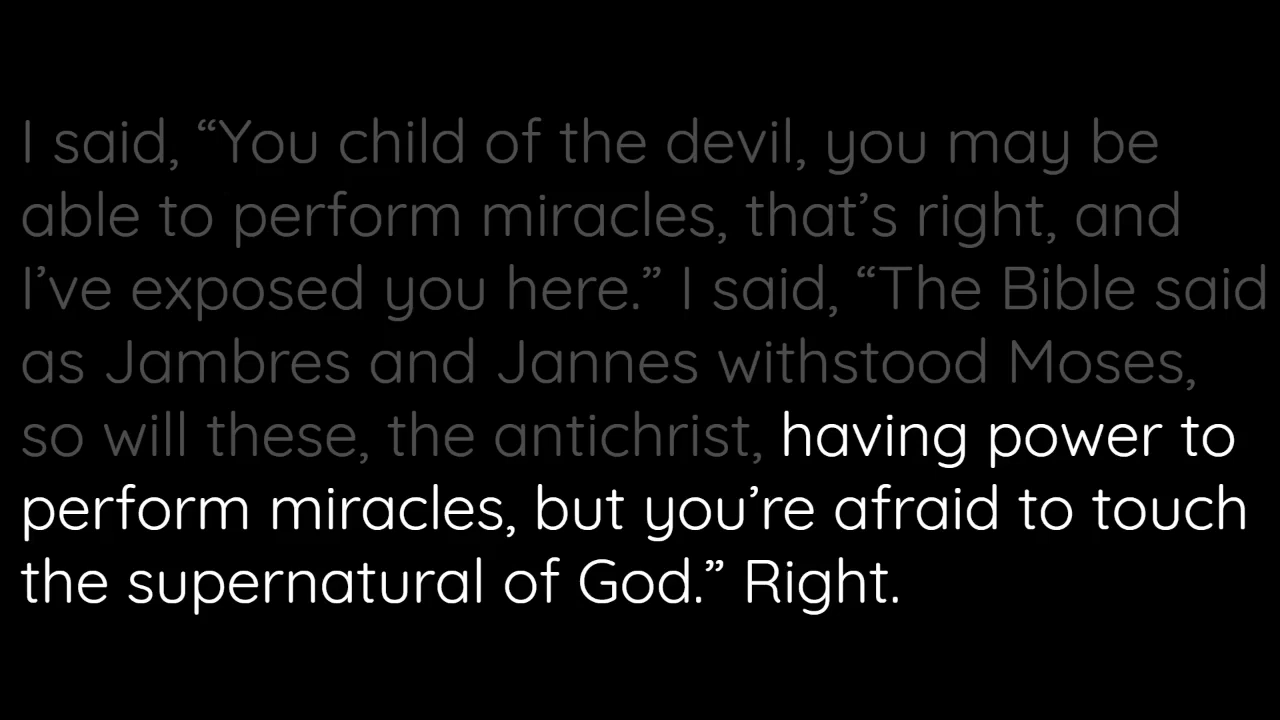 I said, “You child of the devil, you may be
able to perform miracles, that’s right, and
I’ve exposed you here.” I said, “The Bible said
as Jambres and Jannes withstood Moses,
so will these, the antichrist, having power to
perform miracles, but you’re afraid to touch
the supernatural of God.” Right.